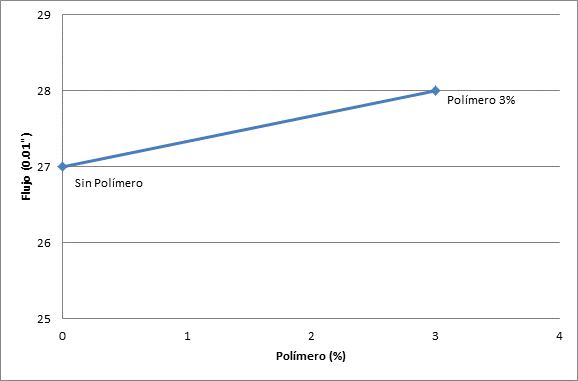 29
28
27
26
25
Flujo (0.01")
Polímero 3%
Sin Polímero
0 1 2 3 4
Polímero (%)